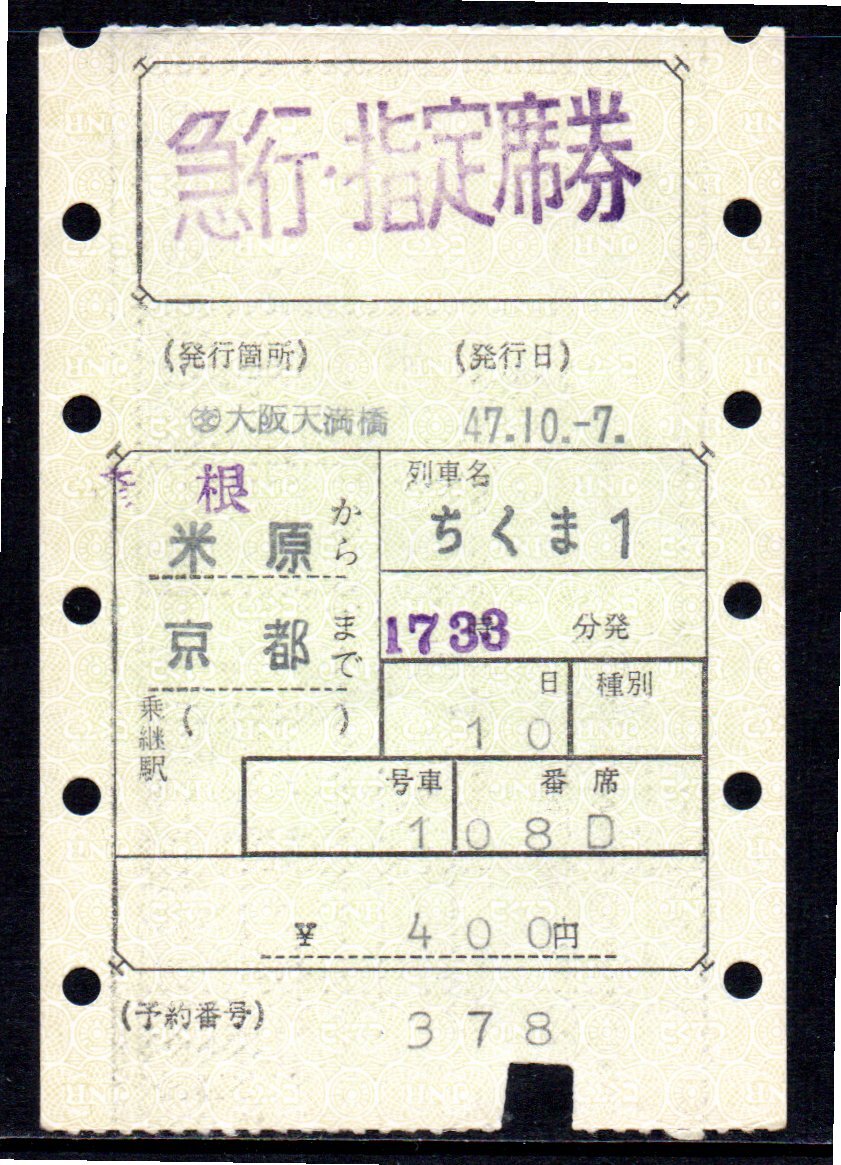 急行・指定席券
(発行箇所) (発行日)
大阪天満橋 47.10.-7.
根
米原から
京都まで
乗継駅 ( )
列車名
ちくま1
1733 分発
日 種別
10
号車 番席
1 08D
¥ 400円
(予約番号) 378